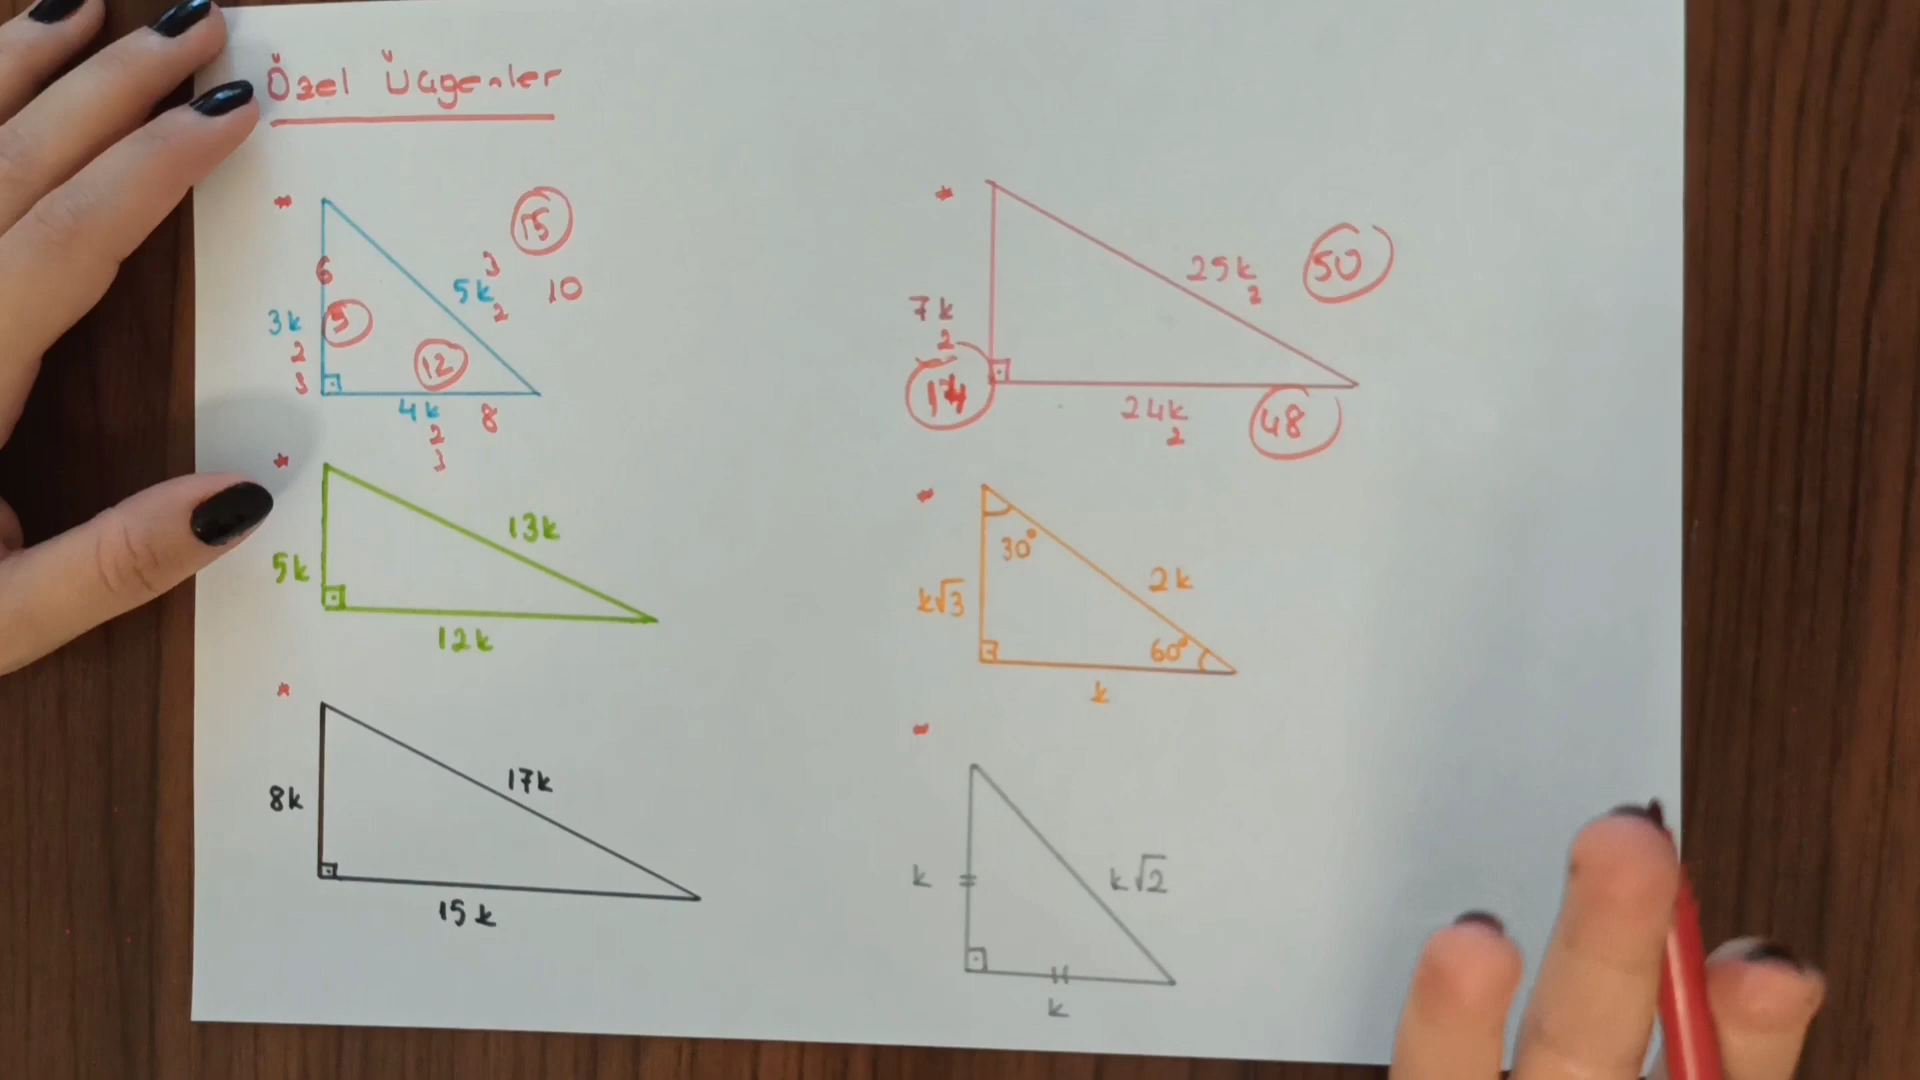 Özel Üçgenler
* 15
6 3
5k 10
3k 5 2
2 12
3
4k 8
2
3
* 13k
5k
12k
* 17k
8k
15k
*
25k 50
7k 2
2
14
24k 48
2
* 30°
2k
k√3
60°
k
*
k k√2
k